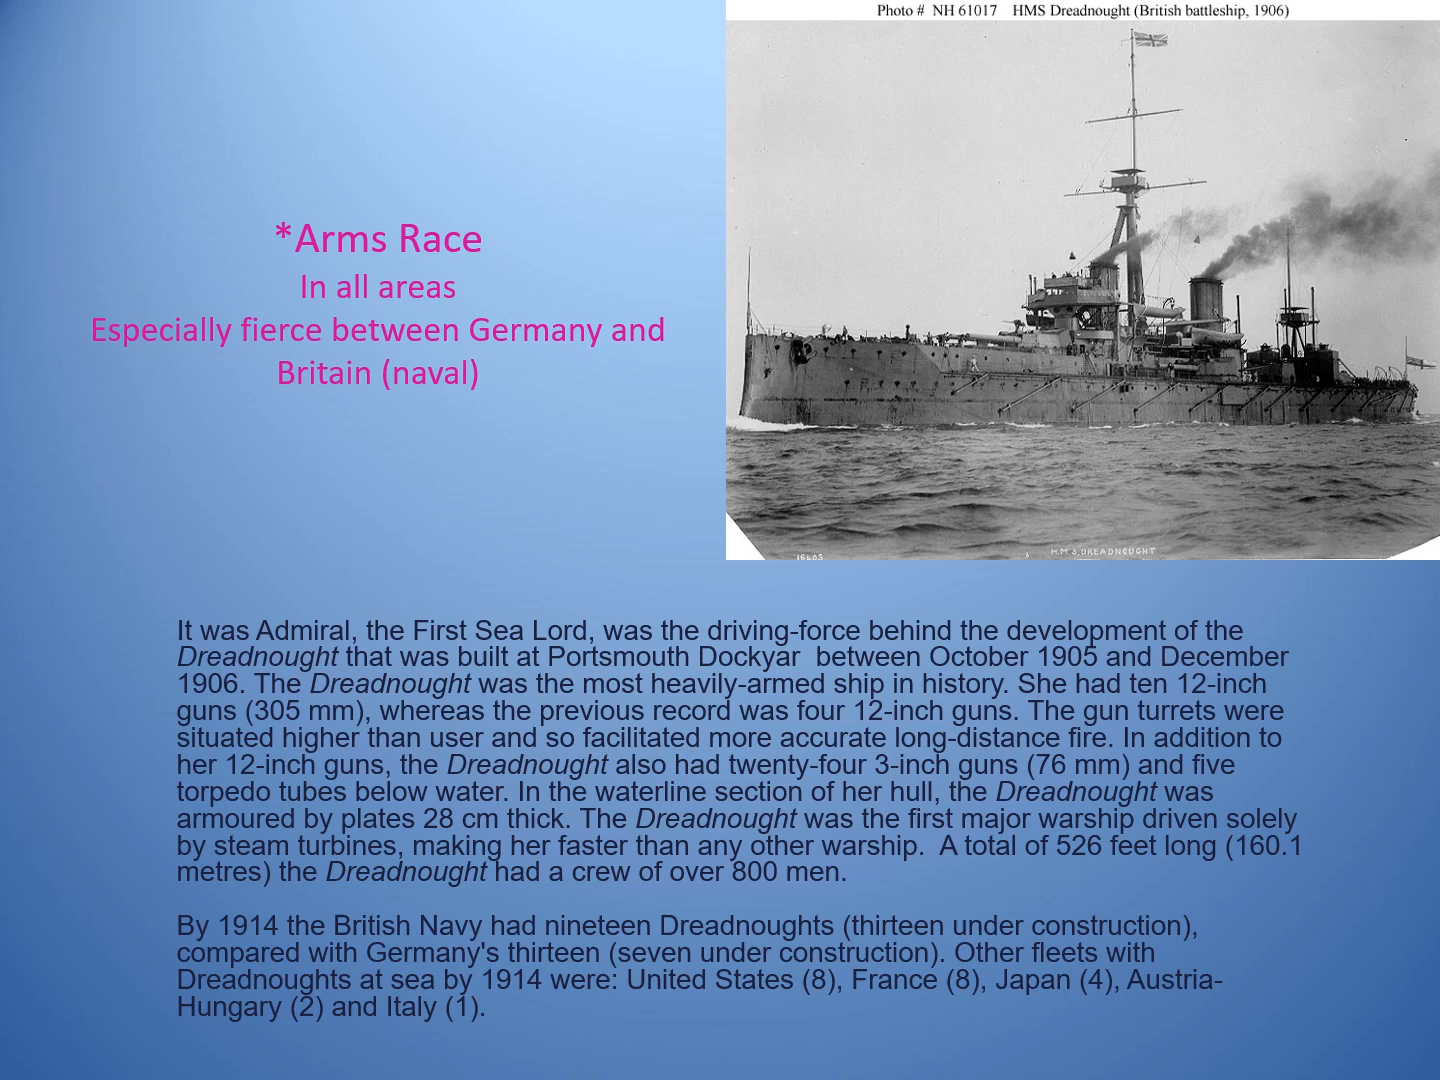 Photo # NH 61017 HMS Dreadnought (British battleship, 1906)
*Arms Race
In all areas
Especially fierce between Germany and
Britain (naval)
16405
H.M.S. DREADNOUGHT
It was Admiral, the First Sea Lord, was the driving-force behind the development of the
Dreadnought that was built at Portsmouth Dockyar  between October 1905 and December
1906. The Dreadnought was the most heavily-armed ship in history. She had ten 12-inch
guns (305 mm), whereas the previous record was four 12-inch guns. The gun turrets were
situated higher than user and so facilitated more accurate long-distance fire. In addition to
her 12-inch guns, the Dreadnought also had twenty-four 3-inch guns (76 mm) and five
torpedo tubes below water. In the waterline section of her hull, the Dreadnought was
armoured by plates 28 cm thick. The Dreadnought was the first major warship driven solely
by steam turbines, making her faster than any other warship.  A total of 526 feet long (160.1
metres) the Dreadnought had a crew of over 800 men.
By 1914 the British Navy had nineteen Dreadnoughts (thirteen under construction),
compared with Germany's thirteen (seven under construction). Other fleets with
Dreadnoughts at sea by 1914 were: United States (8), France (8), Japan (4), Austria-
Hungary (2) and Italy (1).